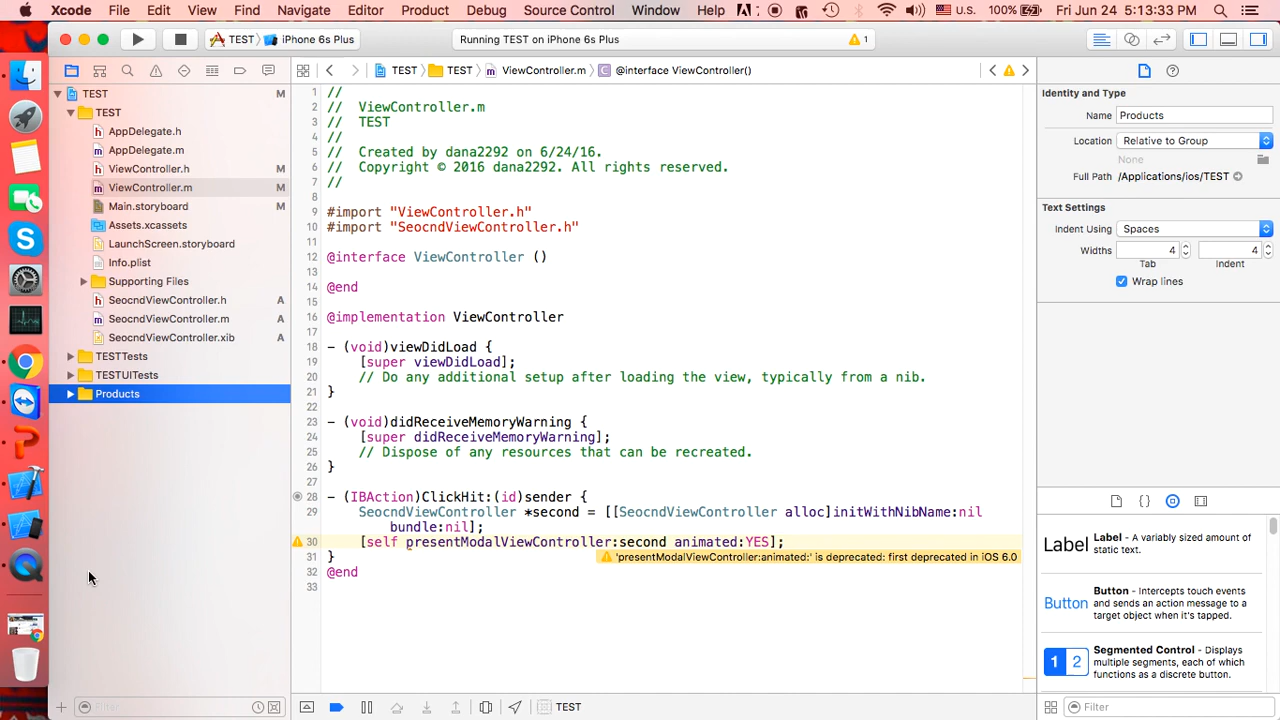 Xcode File Edit View Find Navigate Editor Product Debug Source Control Window Help U.S. 100% Fri Jun 24 5:13:33 PM
TEST iPhone 6s Plus Running TEST on iPhone 6s Plus 1
TEST TEST ViewController.m @interface ViewController()
TEST M
TEST
AppDelegate.h
AppDelegate.m
ViewController.h M
ViewController.m M
Main.storyboard M
Assets.xcassets
LaunchScreen.storyboard
Info.plist
Supporting Files
SeocndViewController.h A
SeocndViewController.m A
SeocndViewController.xib A
TESTTests
TESTUITests
Products
Filter
1 //
2 // ViewController.m
3 // TEST
4 //
5 // Created by dana2292 on 6/24/16.
6 // Copyright © 2016 dana2292. All rights reserved.
7 //
8
9 #import "ViewController.h"
10 #import "SeocndViewController.h"
11
12 @interface ViewController ()
13
14 @end
15
16 @implementation ViewController
17
18 - (void)viewDidLoad {
19 [super viewDidLoad];
20 // Do any additional setup after loading the view, typically from a nib.
21 }
22
23 - (void)didReceiveMemoryWarning {
24 [super didReceiveMemoryWarning];
25 // Dispose of any resources that can be recreated.
26 }
27
28 - (IBAction)ClickHit:(id)sender {
29 SeocndViewController *second = [[SeocndViewController alloc]initWithNibName:nil
bundle:nil];
30 [self presentModalViewController:second animated:YES];
31 }
'presentModalViewController:animated:' is deprecated: first deprecated in iOS 6.0
32 @end
33
TEST
Identity and Type
Name Products
Location Relative to Group
None
Full Path /Applications/ios/TEST
Text Settings
Indent Using Spaces
Widths 4 4
Tab Indent
Wrap lines
Label Label - A variably sized amount of
static text.
Button Button - Intercepts touch events
and sends an action message to a
target object when it's tapped.
1 2 Segmented Control - Displays
multiple segments, each of which
functions as a discrete button.
Filter